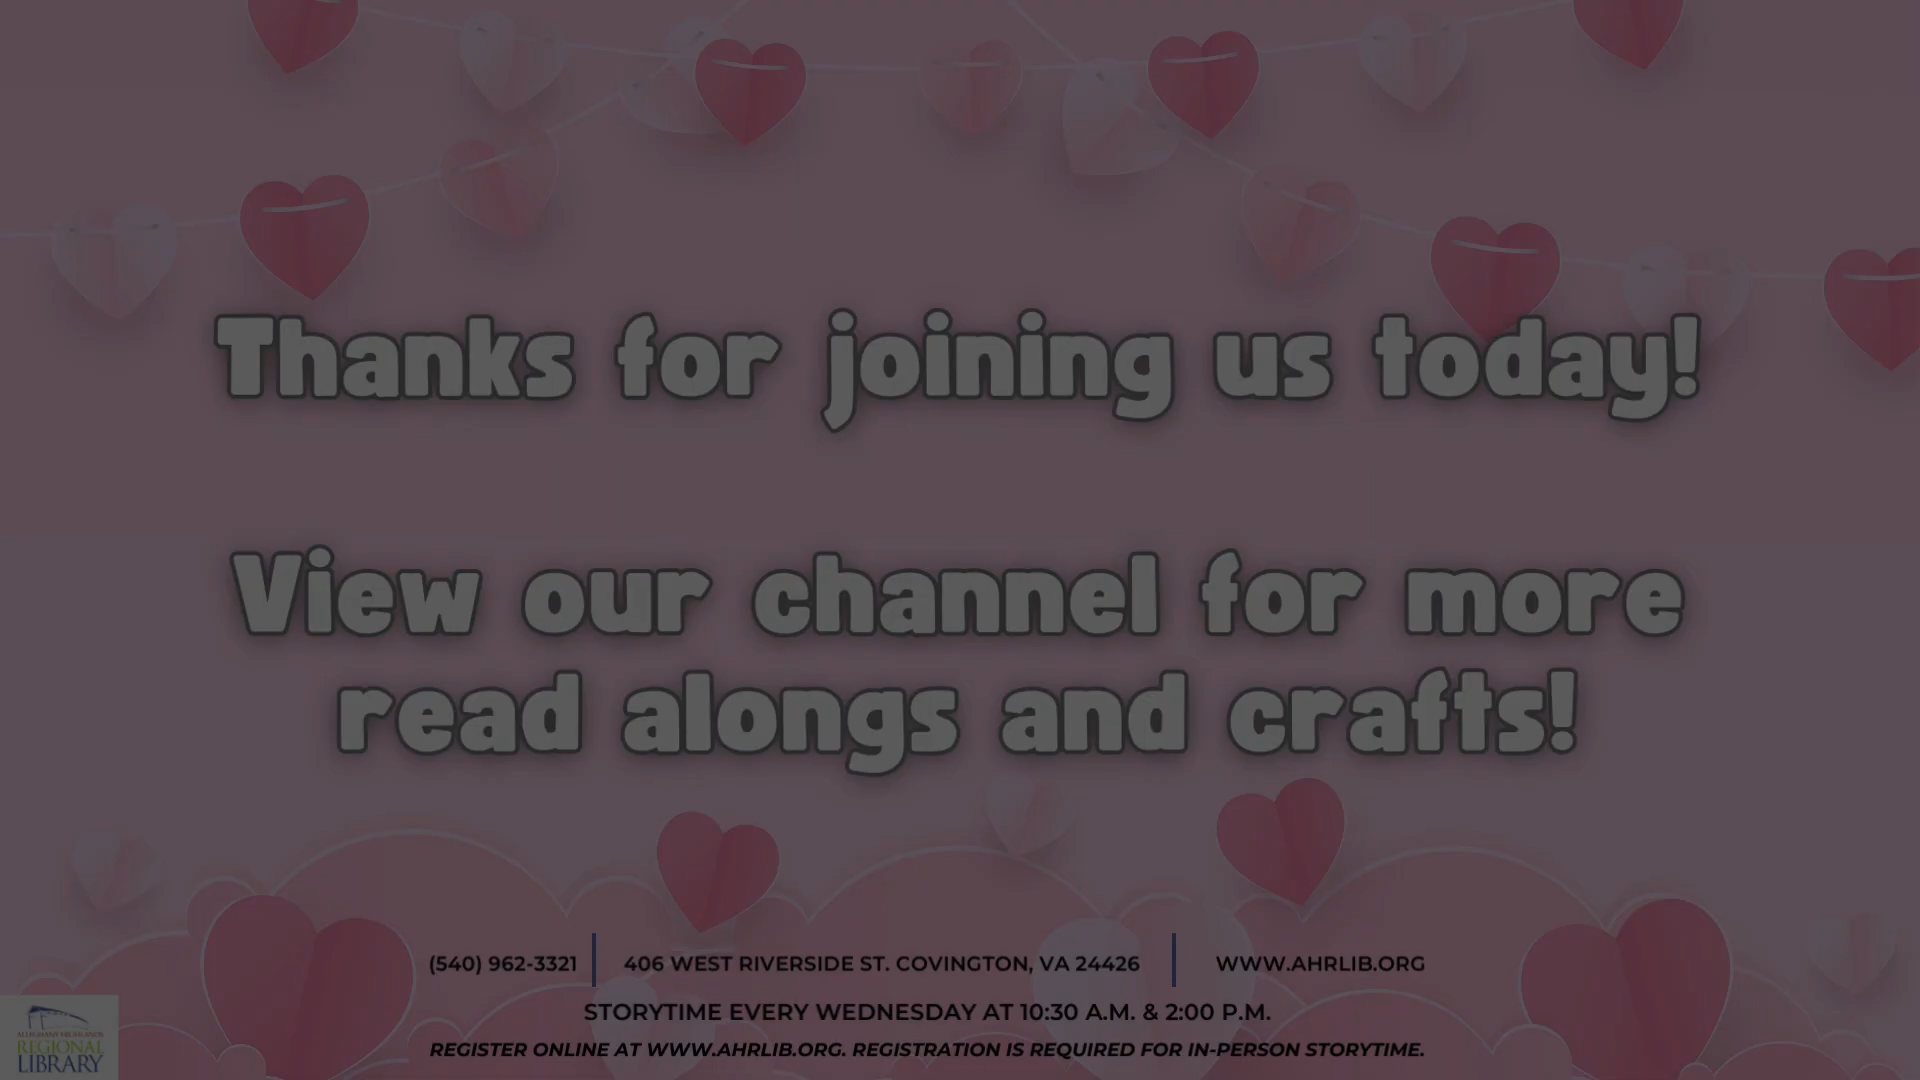 Thanks for joining us today!
View our channel for more
read alongs and crafts!
(540) 962-3321
406 WEST RIVERSIDE ST. COVINGTON, VA 24426
WWW.AHRLIB.ORG
STORYTIME EVERY WEDNESDAY AT 10:30 A.M. & 2:00 P.M.
REGISTER ONLINE AT WWW.AHRLIB.ORG. REGISTRATION IS REQUIRED FOR IN-PERSON STORYTIME.
ALLEGHANY HIGHLANDS
REGIONAL
LIBRARY